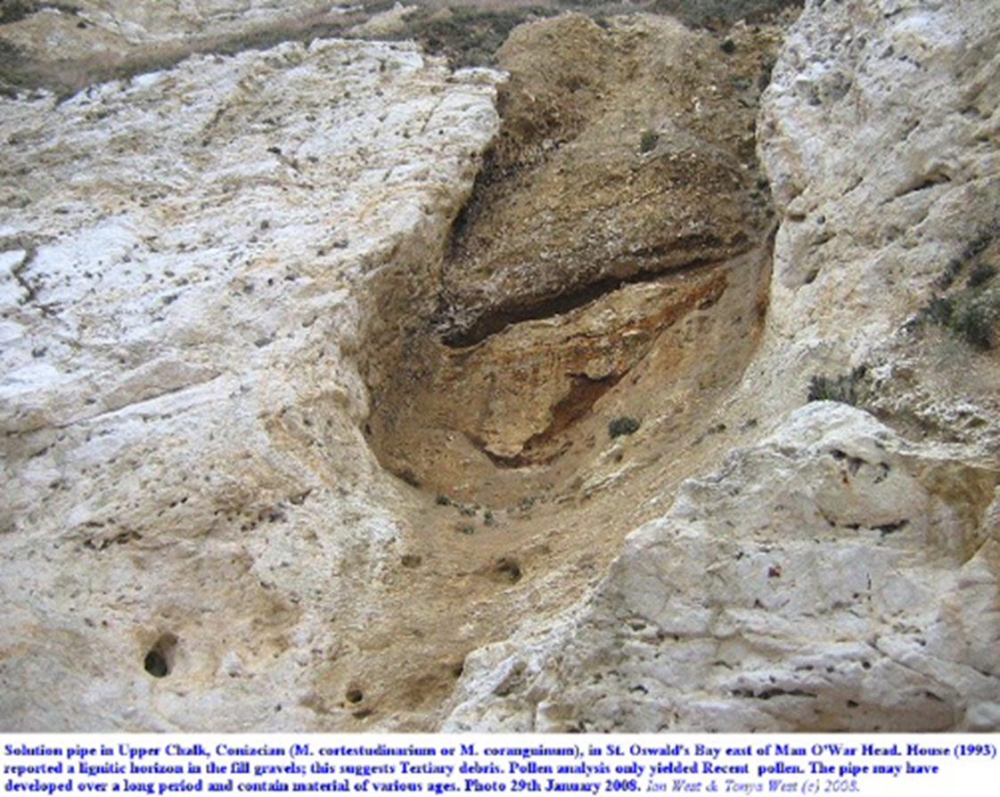 Solution pipe in Upper Chalk, Coniacian (M. cortestudinarium or M. coranguinum), in St. Oswald's Bay east of Man O'War Head. House (1993)
reported a lignitic horizon in the fill gravels; this suggests Tertiary debris. Pollen analysis only yielded Recent pollen. The pipe may have
developed over a long period and contain material of various ages. Photo 29th January 2008. Ian West & Tonya West (c) 2008.